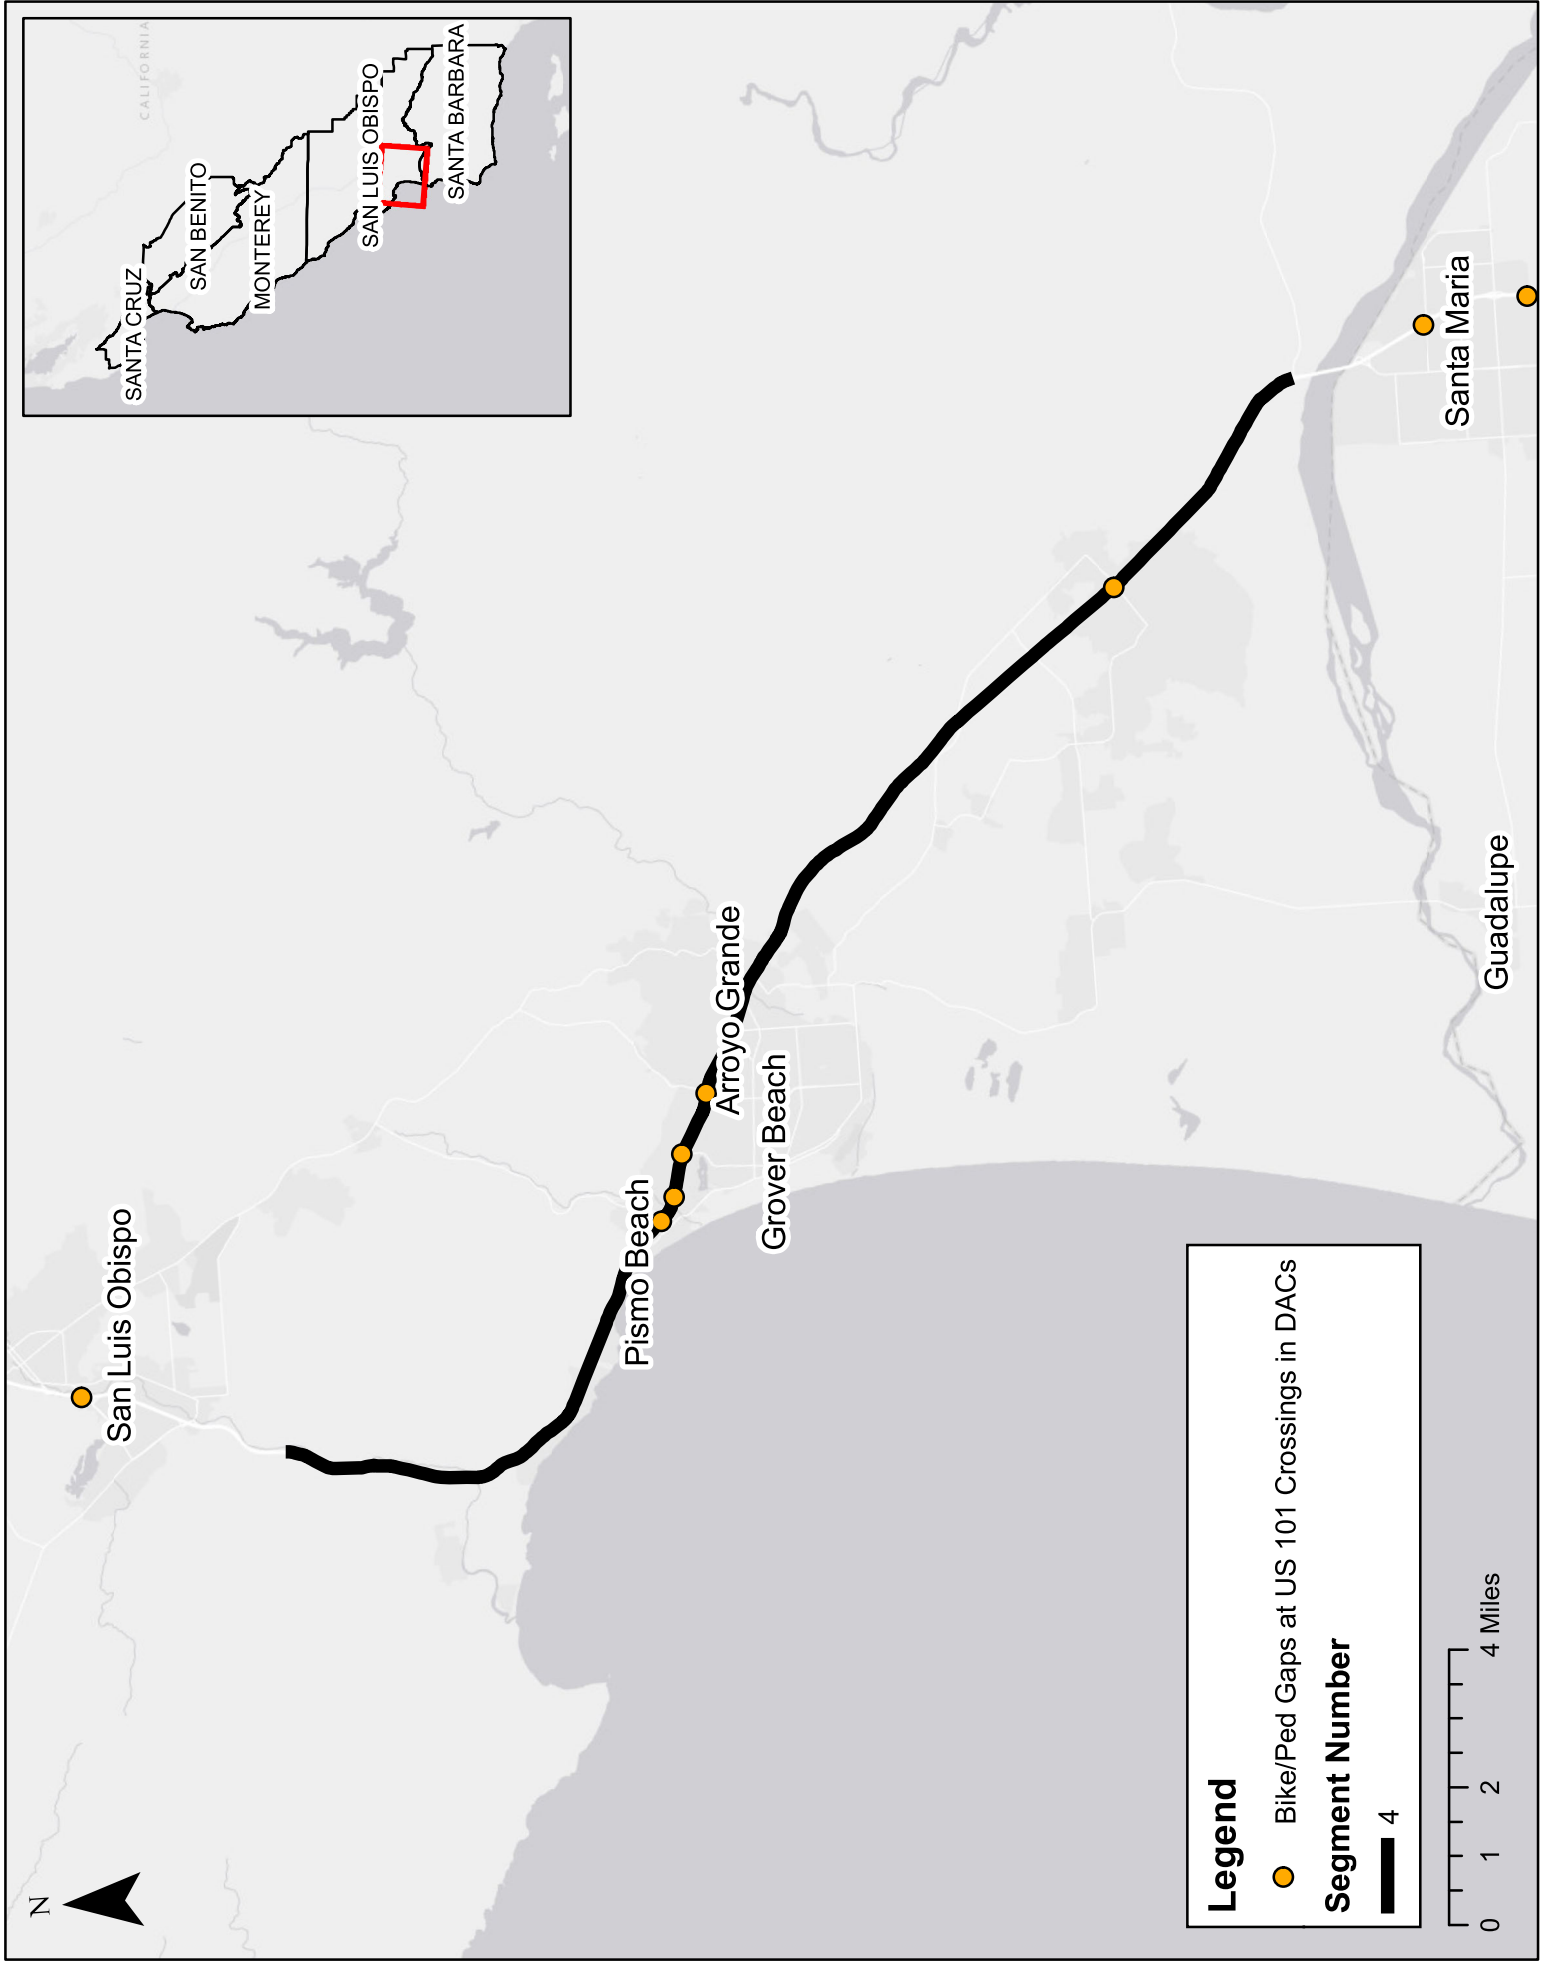 N
San Luis Obispo
Pismo Beach
Arroyo Grande
Grover Beach
Guadalupe
Santa Maria
CALIFORNIA
SANTA CRUZ
SAN BENITO
MONTEREY
SAN LUIS OBISPO
SANTA BARBARA
Legend
Bike/Ped Gaps at US 101 Crossings in DACs
Segment Number
4
0 1 2 4 Miles